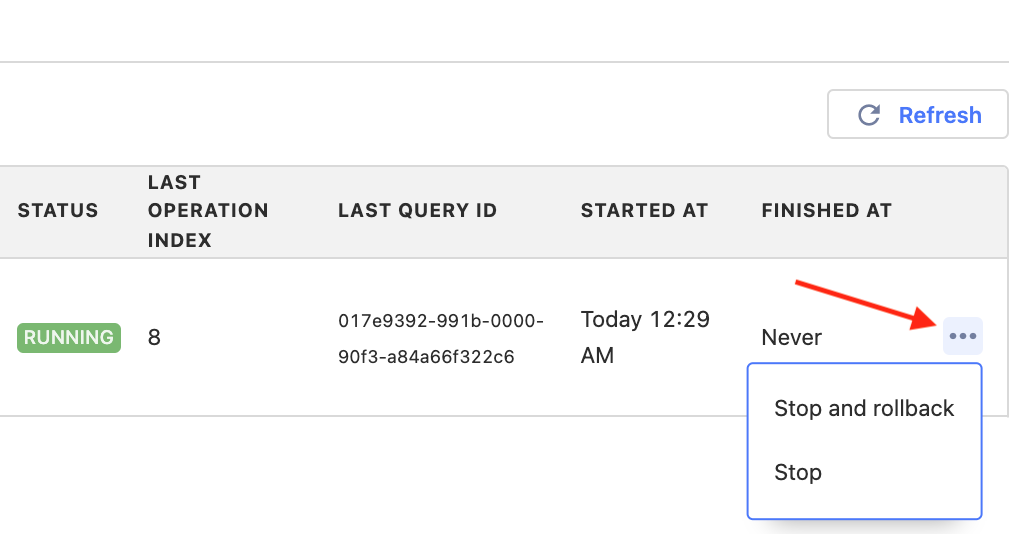 Refresh
STATUS
LAST
OPERATION
INDEX
LAST QUERY ID
STARTED AT
FINISHED AT
RUNNING
8
017e9392-991b-0000-
90f3-a84a66f322c6
Today 12:29
AM
Never
Stop and rollback
Stop